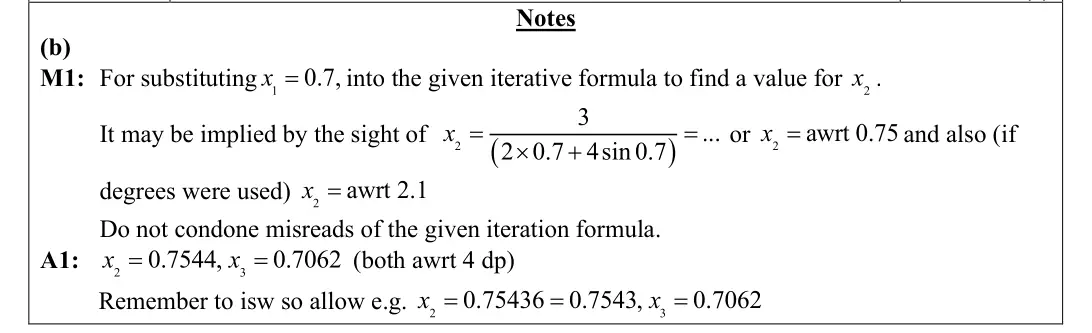 Notes
(b)
M1: For substituting x₁ = 0.7, into the given iterative formula to find a value for x₂ .
It may be implied by the sight of x₂ = 3/(2×0.7+4sin0.7) = ... or x₂ = awrt 0.75 and also (if
degrees were used) x₂ = awrt 2.1
Do not condone misreads of the given iteration formula.
A1: x₂ = 0.7544, x₃ = 0.7062 (both awrt 4 dp)
Remember to isw so allow e.g. x₂ = 0.75436 = 0.7543, x₃ = 0.7062